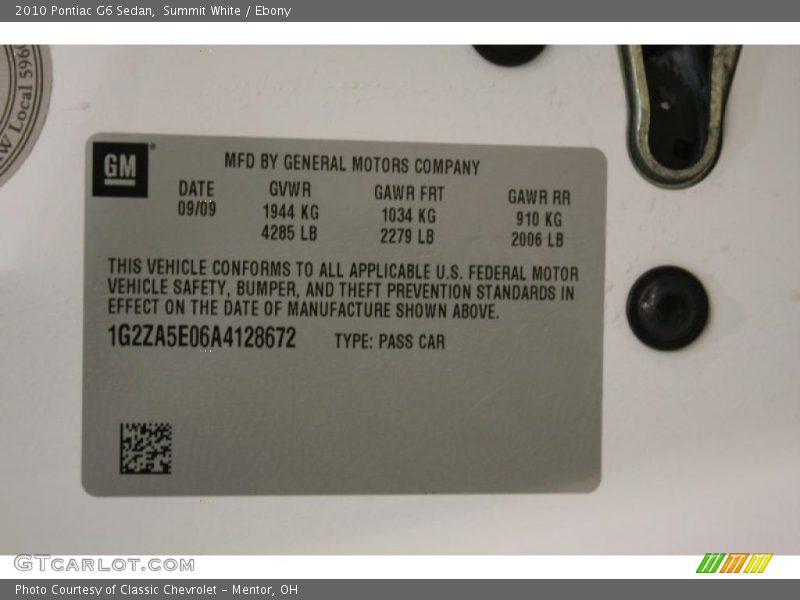 2010 Pontiac G6 Sedan, Summit White / Ebony
W Local 596
GM
MFD BY GENERAL MOTORS COMPANY
DATE GVWR GAWR FRT GAWR RR
09/09 1944 KG 1034 KG 910 KG
4285 LB 2279 LB 2006 LB
THIS VEHICLE CONFORMS TO ALL APPLICABLE U.S. FEDERAL MOTOR
VEHICLE SAFETY, BUMPER, AND THEFT PREVENTION STANDARDS IN
EFFECT ON THE DATE OF MANUFACTURE SHOWN ABOVE.
1G2ZA5E06A4128672 TYPE: PASS CAR
GTCARLOT.COM
Photo Courtesy of Classic Chevrolet - Mentor, OH